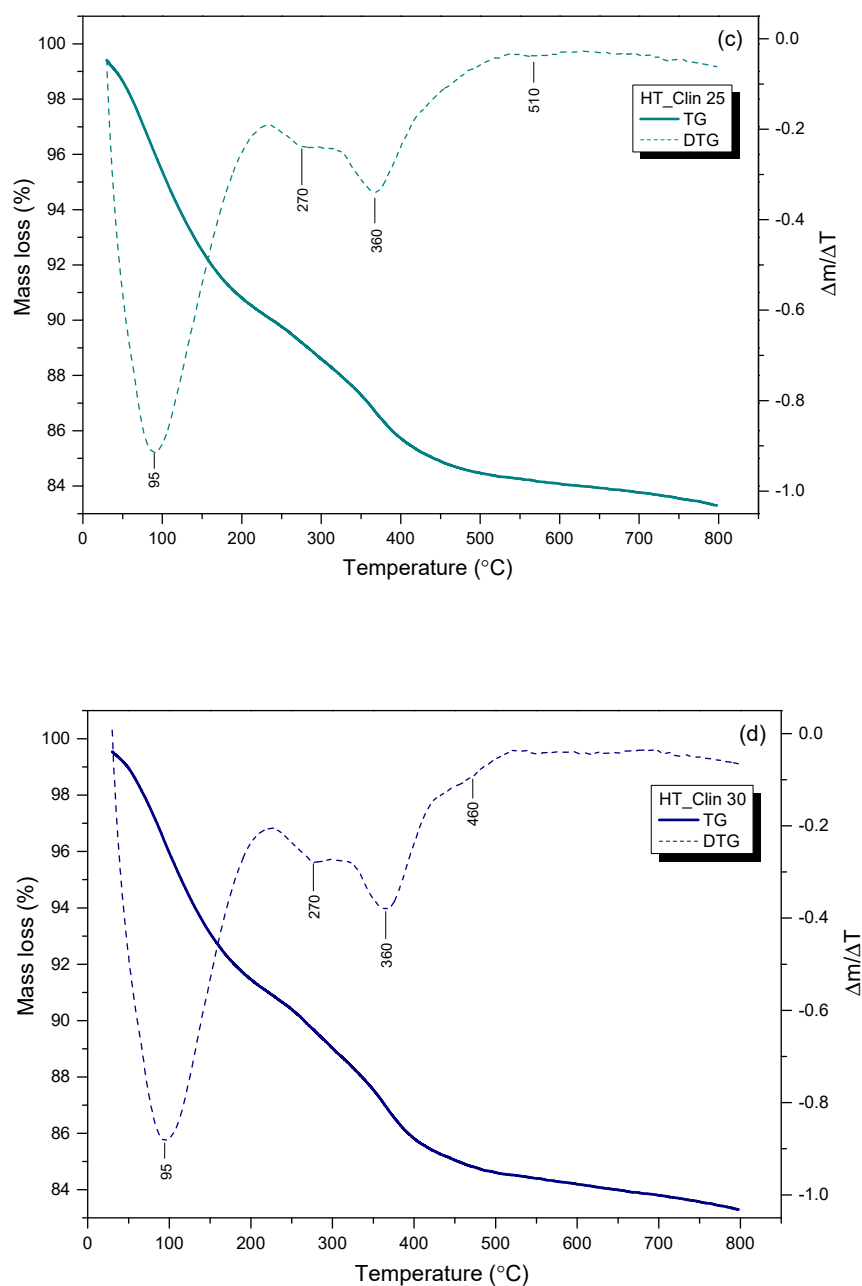 (c)
HT_Clin 25
TG
DTG
100
98
96
94
92
90
88
86
84
Mass loss (%)
0.0
-0.2
-0.4
-0.6
-0.8
-1.0
Δm/ΔT
95
270
360
510
0 100 200 300 400 500 600 700 800
Temperature (°C)
(d)
HT_Clin 30
TG
DTG
100
98
96
94
92
90
88
86
84
Mass loss (%)
0.0
-0.2
-0.4
-0.6
-0.8
-1.0
Δm/ΔT
95
270
360
460
0 100 200 300 400 500 600 700 800
Temperature (°C)